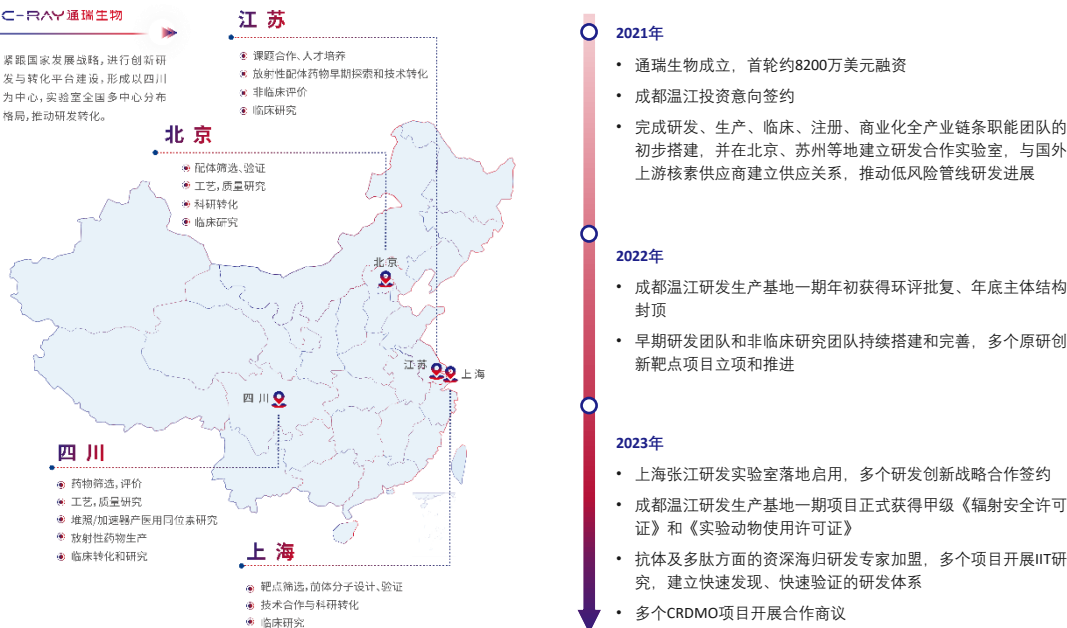 C-RAY通瑞生物
紧跟国家发展战略,进行创新研
发与转化平台建设,形成以四川
为中心,实验室全国多中心分布
格局,推动研发转化。
江苏
课题合作、人才培养
放射性配体药物早期探索和技术转化
非临床评价
临床研究
北京
配体筛选、验证
工艺,质量研究
科研转化
临床研究
北京
江苏
上海
四川
四川
药物筛选,评价
工艺,质量研究
堆照/加速器产医用同位素研究
放射性药物生产
临床转化和研究
上海
靶点筛选,前体分子设计、验证
技术合作与科研转化
临床研究
2021年
• 通瑞生物成立，首轮约8200万美元融资
• 成都温江投资意向签约
• 完成研发、生产、临床、注册、商业化全产业链条职能团队的
初步搭建，并在北京、苏州等地建立研发合作实验室，与国外
上游核素供应商建立供应关系，推动低风险管线研发进展
2022年
• 成都温江研发生产基地一期年初获得环评批复、年底主体结构
封顶
• 早期研发团队和非临床研究团队持续搭建和完善，多个原研创
新靶点项目立项和推进
2023年
• 上海张江研发实验室落地启用，多个研发创新战略合作签约
• 成都温江研发生产基地一期项目正式获得甲级《辐射安全许可
证》和《实验动物使用许可证》
• 抗体及多肽方面的资深海归研发专家加盟，多个项目开展IIT研
究，建立快速发现、快速验证的研发体系
• 多个CRDMO项目开展合作商议